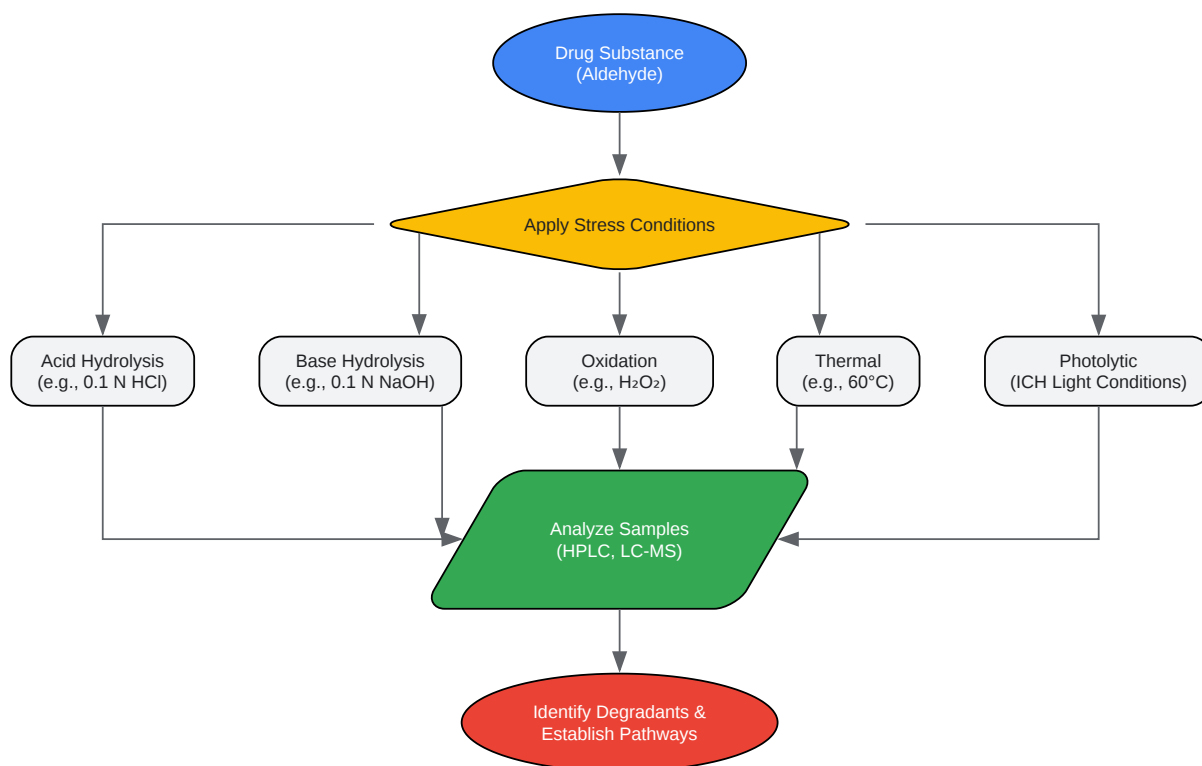 Drug Substance
(Aldehyde)
Apply Stress Conditions
Acid Hydrolysis
(e.g., 0.1 N HCl)
Base Hydrolysis
(e.g., 0.1 N NaOH)
Oxidation
(e.g., H₂O₂)
Thermal
(e.g., 60°C)
Photolytic
(ICH Light Conditions)
Analyze Samples
(HPLC, LC-MS)
Identify Degradants &
Establish Pathways